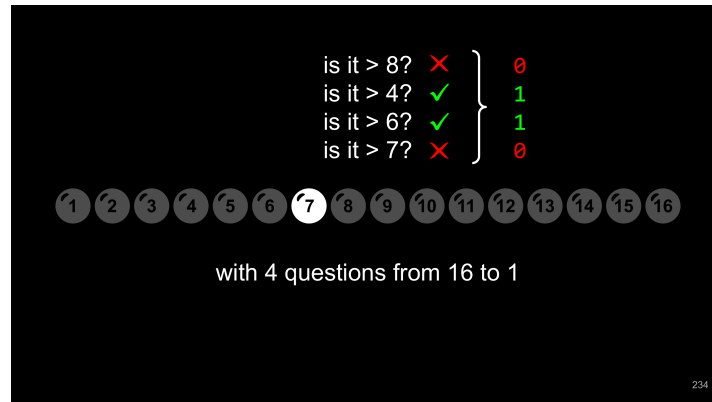 is it > 8? ✗ 0
is it > 4? ✓ 1
is it > 6? ✓ 1
is it > 7? ✗ 0
1 2 3 4 5 6 7 8 9 10 11 12 13 14 15 16
with 4 questions from 16 to 1
234